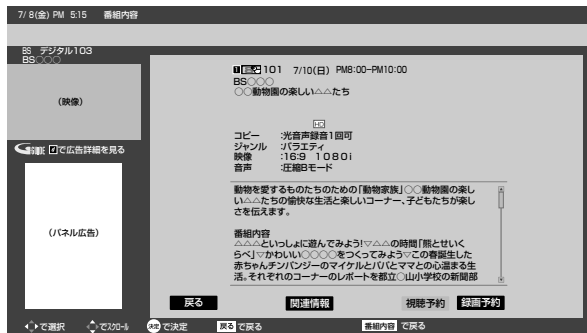 7/ 8(金) PM 5:15 番組内容
BS デジタル103
BS○○○
(映像)
GUIDE iで広告詳細を見る
(パネル広告)
101 7/10(日) PM8:00-PM10:00
BS○○○
○○動物園の楽しい△△たち
HD
コピー :光音声録音1回可
ジャンル :バラエティ
映像 :16:9 1080i
音声 :圧縮Bモード
動物を愛するものたちのための「動物家族」○○動物園の楽し
い△△たちの愉快な生活と楽しいコーナー、子どもたちが楽し
さを伝えます。
番組内容
△△△といっしょに遊んでみよう!▽△△の時間「熊とせいく
らべ」▽かわいい○○○○をつくってみよう▽この春誕生した
赤ちゃんチンパンジーのマイケルとパパとママとの心温まる生
活。それぞれのコーナーのレポートを都立○山小学校の新聞部
戻る 関連情報 視聴予約 録画予約
で選択 でスクロール 決定 で決定 戻る で戻る 番組内容 で戻る